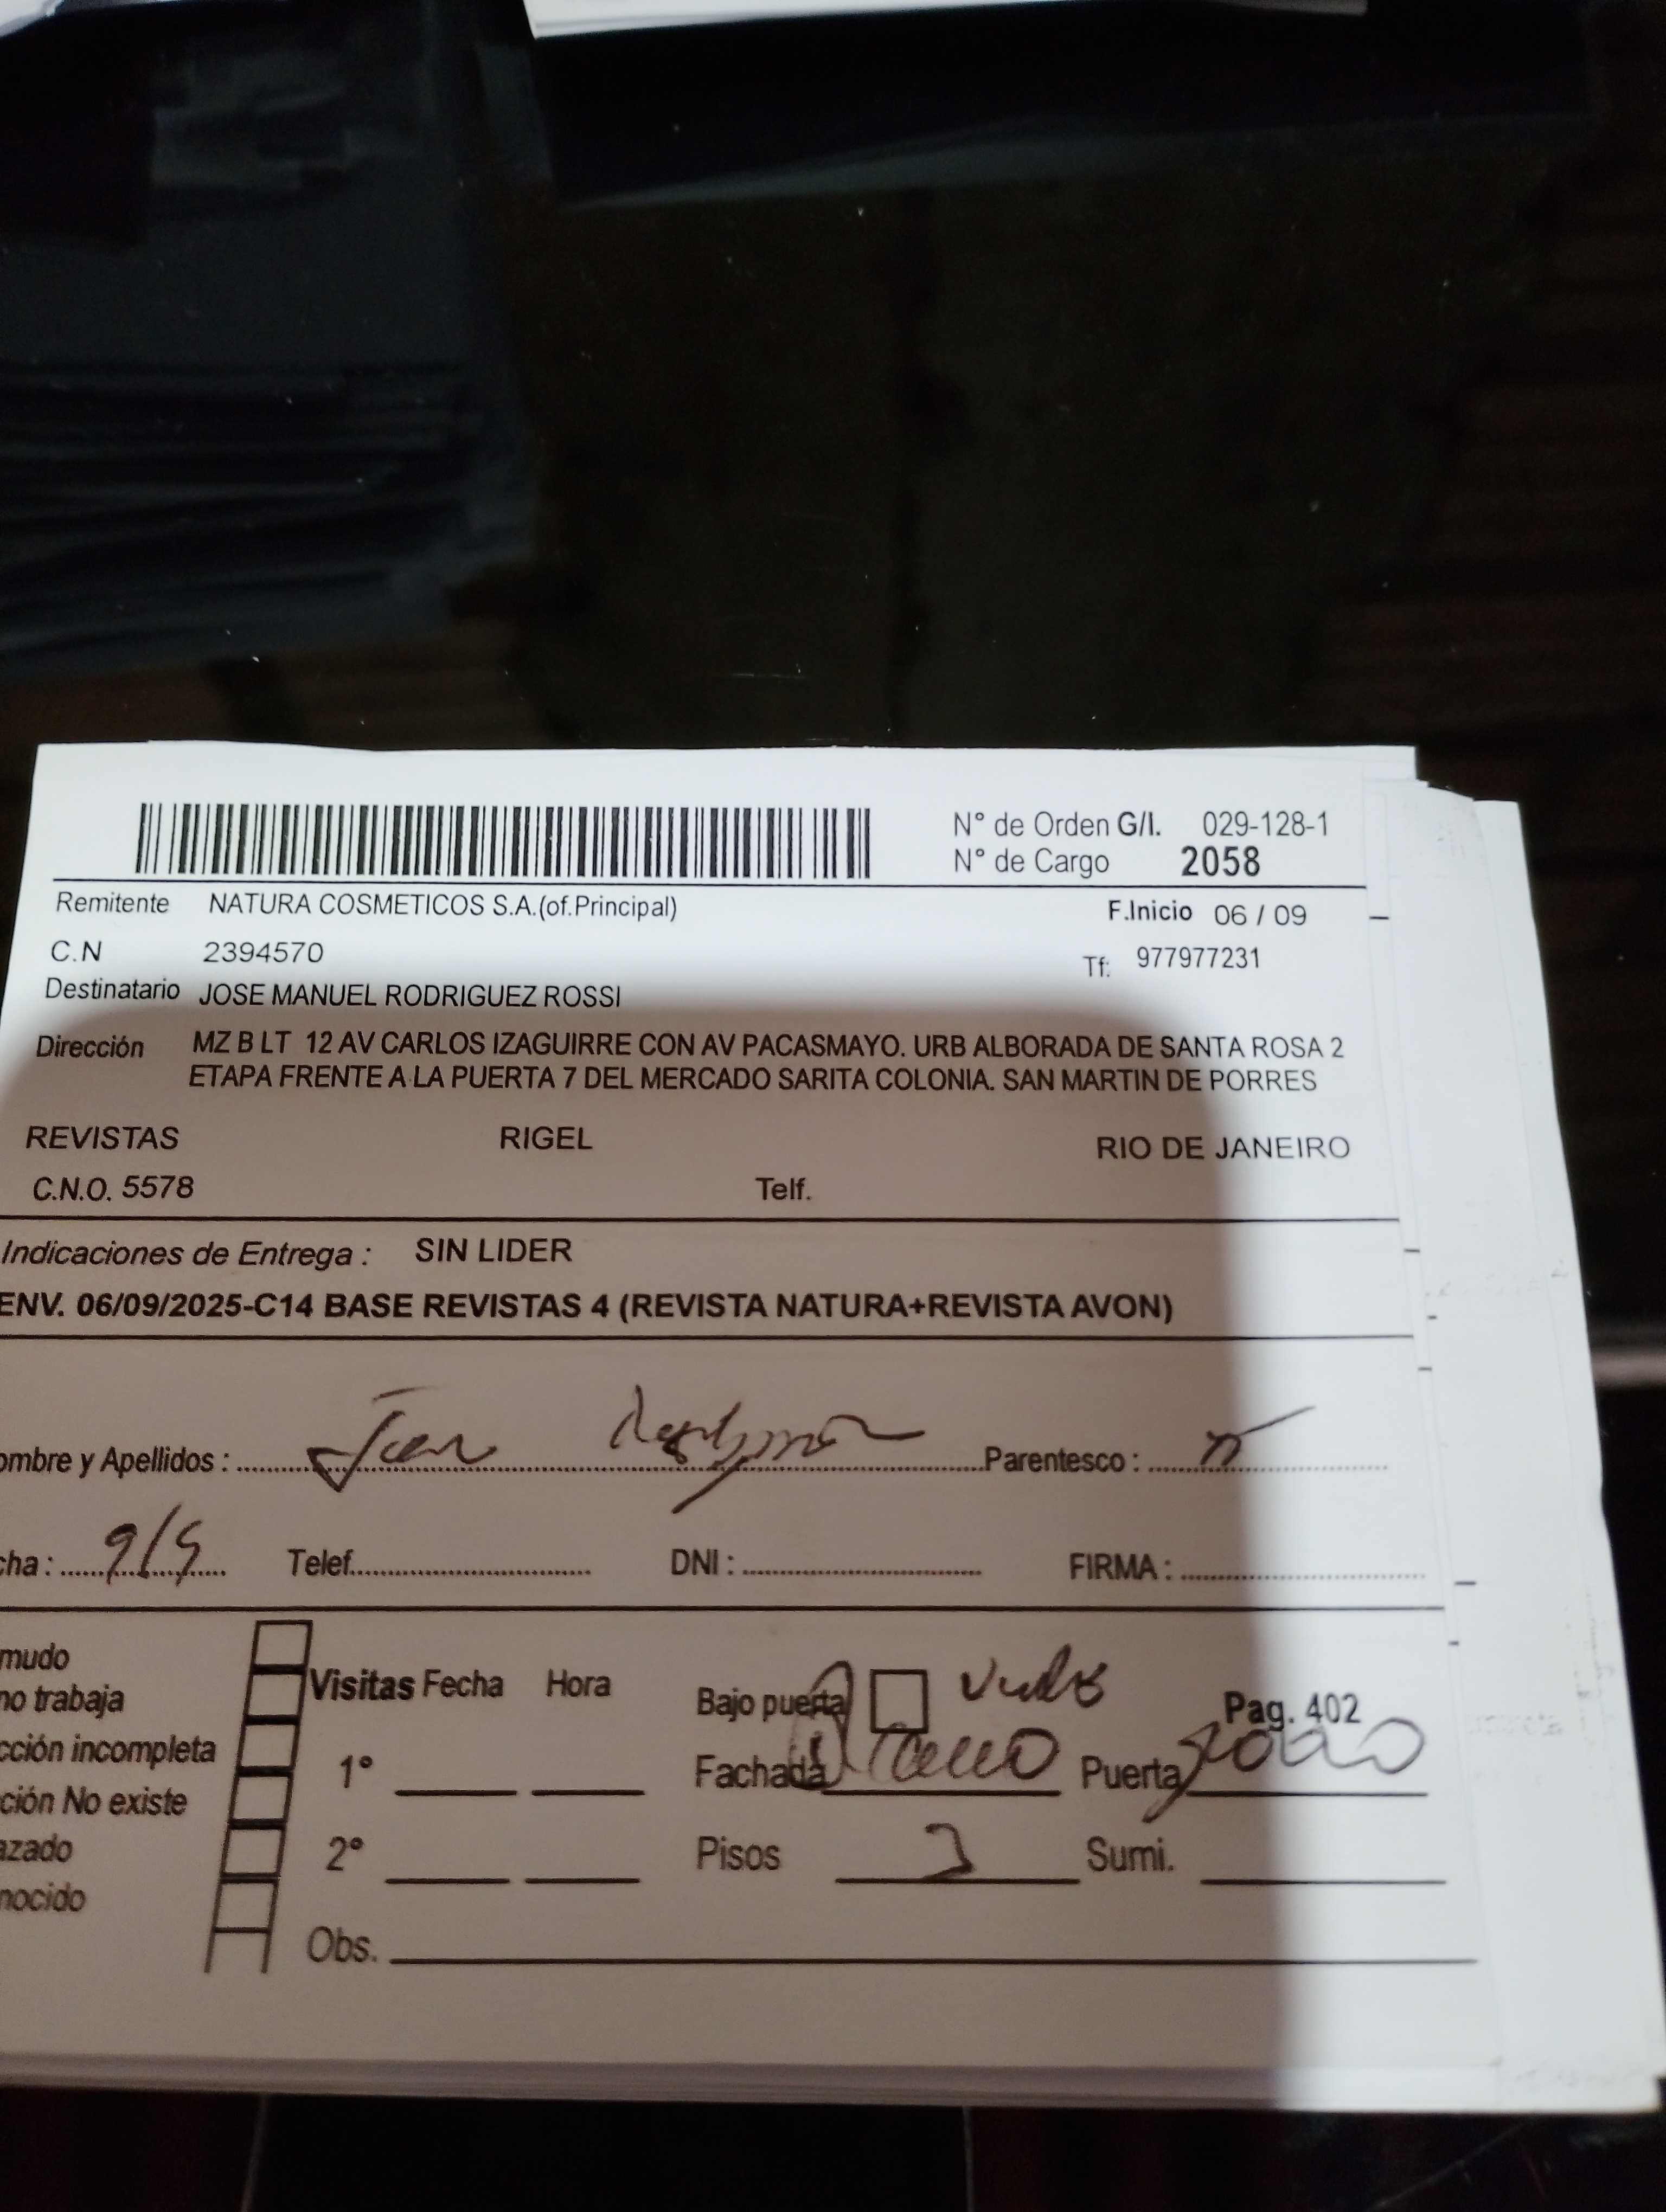 N° de Orden G/I. 029-128-1
N° de Cargo 2058
Remitente NATURA COSMETICOS S.A.(of.Principal) F.Inicio 06 / 09
C.N 2394570 Tf: 977977231
Destinatario JOSE MANUEL RODRIGUEZ ROSSI
Dirección MZ B LT 12 AV CARLOS IZAGUIRRE CON AV PACASMAYO. URB ALBORADA DE SANTA ROSA 2
ETAPA FRENTE A LA PUERTA 7 DEL MERCADO SARITA COLONIA. SAN MARTIN DE PORRES
REVISTAS RIGEL RIO DE JANEIRO
C.N.O. 5578 Telf.
Indicaciones de Entrega : SIN LIDER
ENV. 06/09/2025-C14 BASE REVISTAS 4 (REVISTA NATURA+REVISTA AVON)
ombre y Apellidos : Parentesco :
cha : 9/9 Telef. DNI : FIRMA :
mudo
no trabaja Visitas Fecha Hora Bajo puerta Pag. 402
cción incompleta 1° Fachada Puerta
ción No existe
azado 2° Pisos 2 Sumi.
nocido
Obs.